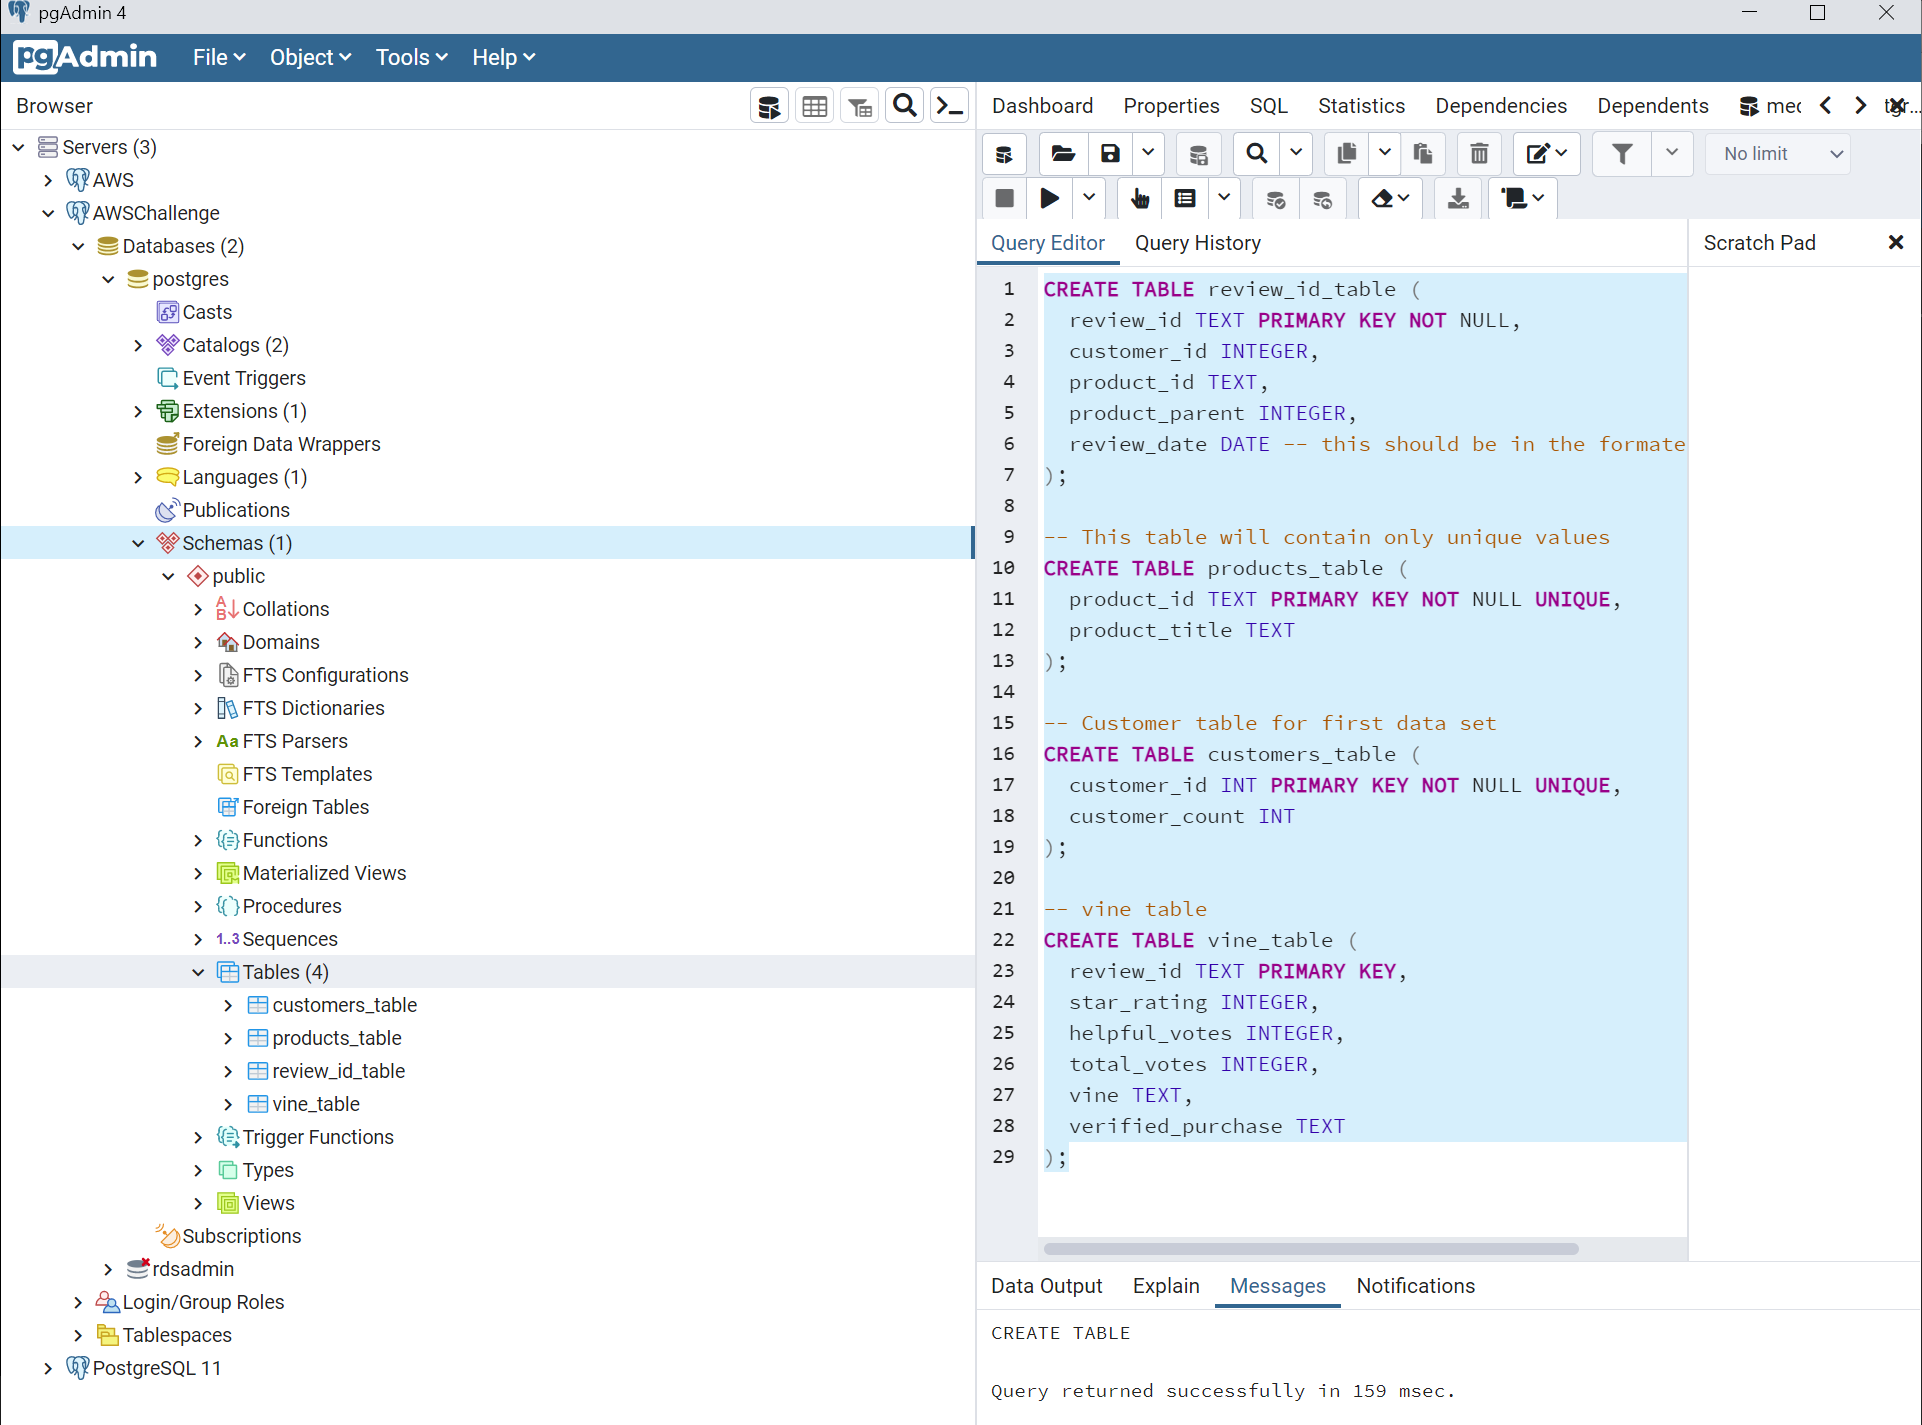 pgAdmin 4
pgAdmin File Object Tools Help
Browser
Servers (3)
AWS
AWSChallenge
Databases (2)
postgres
Casts
Catalogs (2)
Event Triggers
Extensions (1)
Foreign Data Wrappers
Languages (1)
Publications
Schemas (1)
public
Collations
Domains
FTS Configurations
FTS Dictionaries
Aa FTS Parsers
FTS Templates
Foreign Tables
Functions
Materialized Views
Procedures
1..3 Sequences
Tables (4)
customers_table
products_table
review_id_table
vine_table
Trigger Functions
Types
Views
Subscriptions
rdsadmin
Login/Group Roles
Tablespaces
PostgreSQL 11
Dashboard Properties SQL Statistics Dependencies Dependents
No limit
Query Editor Query History
Scratch Pad
1 CREATE TABLE review_id_table (
2 review_id TEXT PRIMARY KEY NOT NULL,
3 customer_id INTEGER,
4 product_id TEXT,
5 product_parent INTEGER,
6 review_date DATE -- this should be in the formate
7 );
8
9 -- This table will contain only unique values
10 CREATE TABLE products_table (
11 product_id TEXT PRIMARY KEY NOT NULL UNIQUE,
12 product_title TEXT
13 );
14
15 -- Customer table for first data set
16 CREATE TABLE customers_table (
17 customer_id INT PRIMARY KEY NOT NULL UNIQUE,
18 customer_count INT
19 );
20
21 -- vine table
22 CREATE TABLE vine_table (
23 review_id TEXT PRIMARY KEY,
24 star_rating INTEGER,
25 helpful_votes INTEGER,
26 total_votes INTEGER,
27 vine TEXT,
28 verified_purchase TEXT
29 );
Data Output Explain Messages Notifications
CREATE TABLE
Query returned successfully in 159 msec.